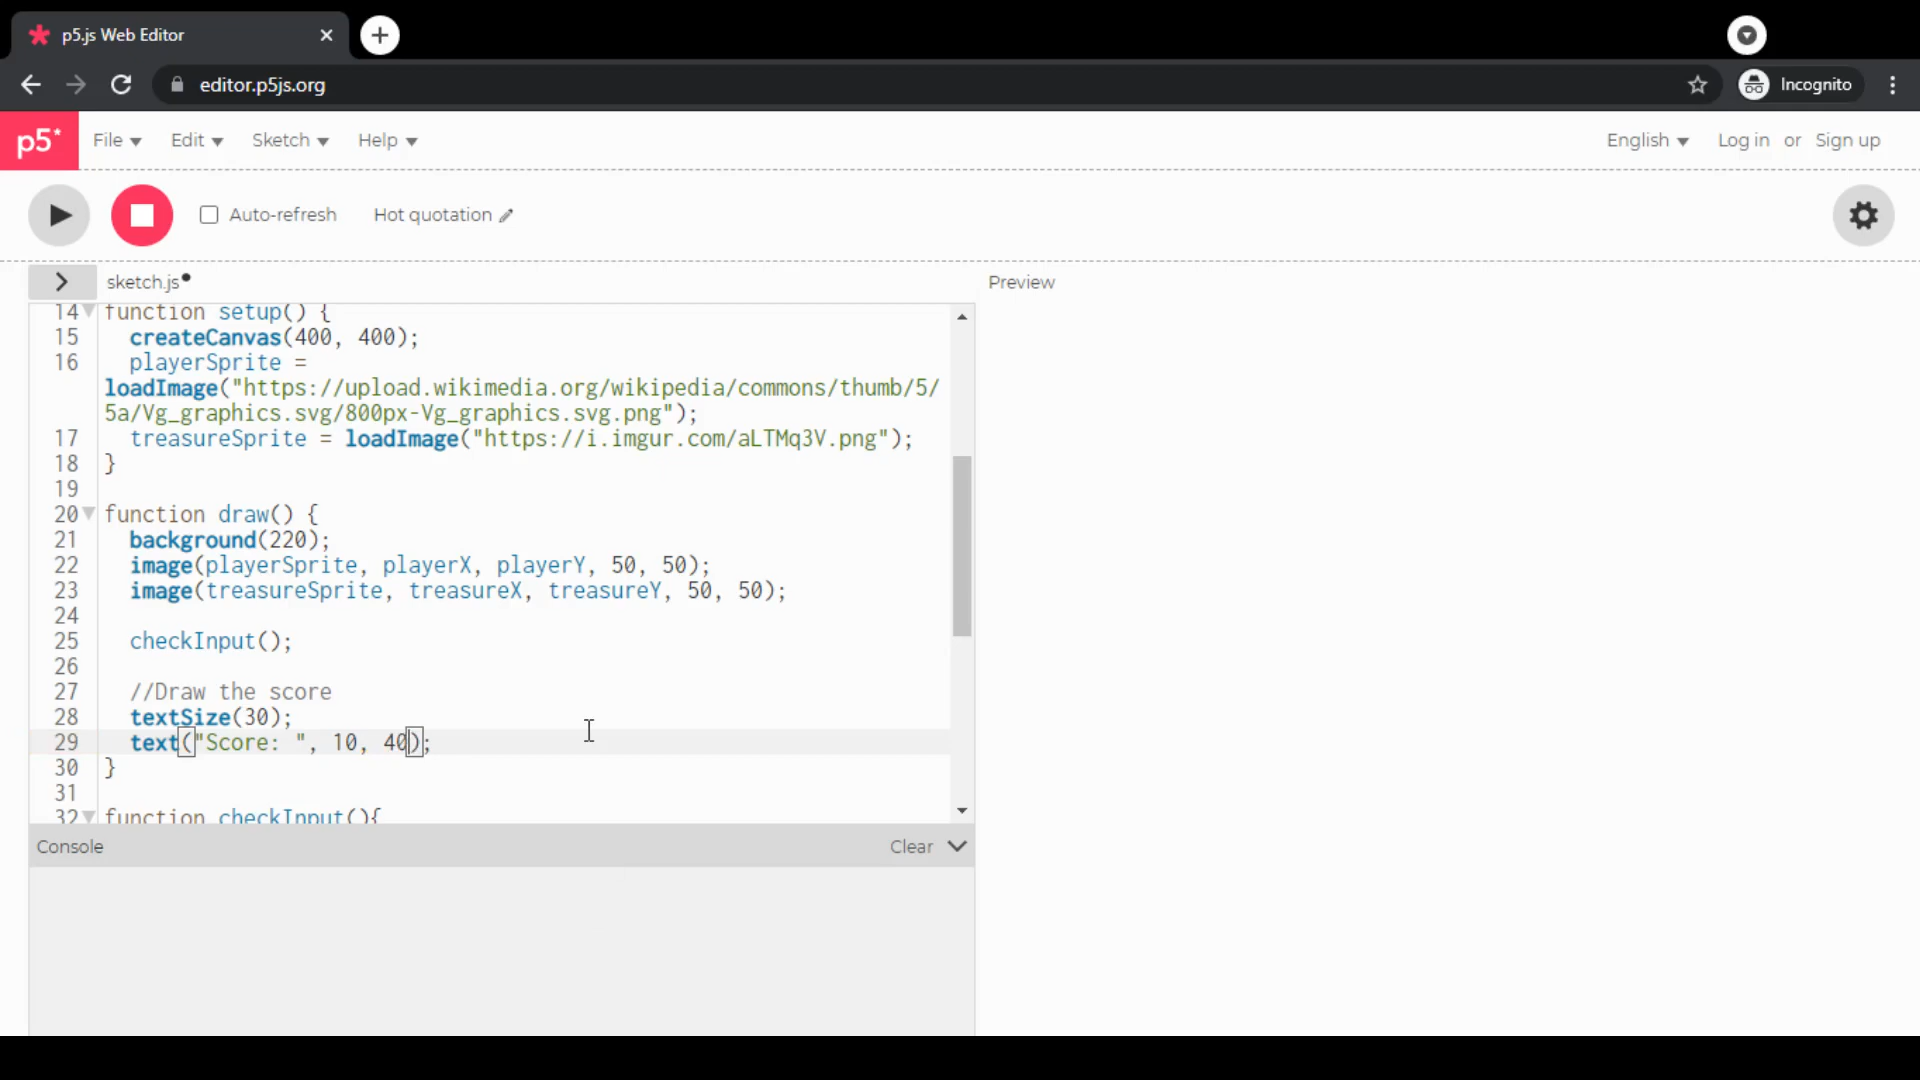 p5.js Web Editor
editor.p5js.org
Incognito
p5*
File
Edit
Sketch
Help
English
Log in or Sign up
Auto-refresh
Hot quotation
sketch.js
Preview
14 function setup() {
15 createCanvas(400, 400);
16 playerSprite =
loadImage("https://upload.wikimedia.org/wikipedia/commons/thumb/5/
5a/Vg_graphics.svg/800px-Vg_graphics.svg.png");
17 treasureSprite = loadImage("https://i.imgur.com/aLTMq3V.png");
18 }
19
20 function draw() {
21 background(220);
22 image(playerSprite, playerX, playerY, 50, 50);
23 image(treasureSprite, treasureX, treasureY, 50, 50);
24
25 checkInput();
26
27 //Draw the score
28 textSize(30);
29 text("Score: ", 10, 40);
30 }
31
32 function checkInput(){
Console
Clear